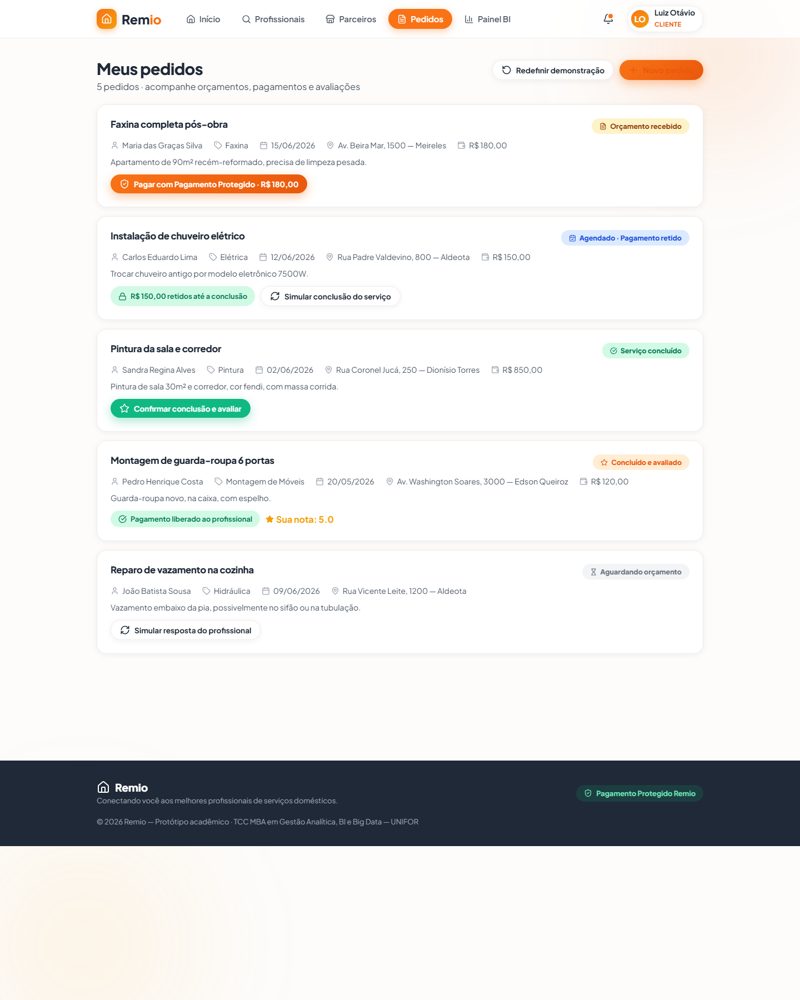 Remio
Início
Profissionais
Parceiros
Pedidos
Painel BI
LO
Luiz Otávio
CLIENTE
Meus pedidos
Redefinir demonstração
Novo pedido
5 pedidos · acompanhe orçamentos, pagamentos e avaliações
Faxina completa pós-obra
Orçamento recebido
Maria das Graças Silva Faxina 15/06/2026 Av. Beira Mar, 1500 — Meireles R$ 180,00
Apartamento de 90m² recém-reformado, precisa de limpeza pesada.
Pagar com Pagamento Protegido · R$ 180,00
Instalação de chuveiro elétrico
Agendado · Pagamento retido
Carlos Eduardo Lima Elétrica 12/06/2026 Rua Padre Valdevino, 800 — Aldeota R$ 150,00
Trocar chuveiro antigo por modelo eletrônico 7500W.
R$ 150,00 retidos até a conclusão
Simular conclusão do serviço
Pintura da sala e corredor
Serviço concluído
Sandra Regina Alves Pintura 02/06/2026 Rua Coronel Jucá, 250 — Dionísio Torres R$ 850,00
Pintura de sala 30m² e corredor, cor fendi, com massa corrida.
Confirmar conclusão e avaliar
Montagem de guarda-roupa 6 portas
Concluído e avaliado
Pedro Henrique Costa Montagem de Móveis 20/05/2026 Av. Washington Soares, 3000 — Edson Queiroz R$ 120,00
Guarda-roupa novo, na caixa, com espelho.
Pagamento liberado ao profissional
Sua nota: 5.0
Reparo de vazamento na cozinha
Aguardando orçamento
João Batista Sousa Hidráulica 09/06/2026 Rua Vicente Leite, 1200 — Aldeota
Vazamento embaixo da pia, possivelmente no sifão ou na tubulação.
Simular resposta do profissional
Remio
Conectando você aos melhores profissionais de serviços domésticos.
Pagamento Protegido Remio
© 2026 Remio — Protótipo acadêmico · TCC MBA em Gestão Analítica, BI e Big Data — UNIFOR